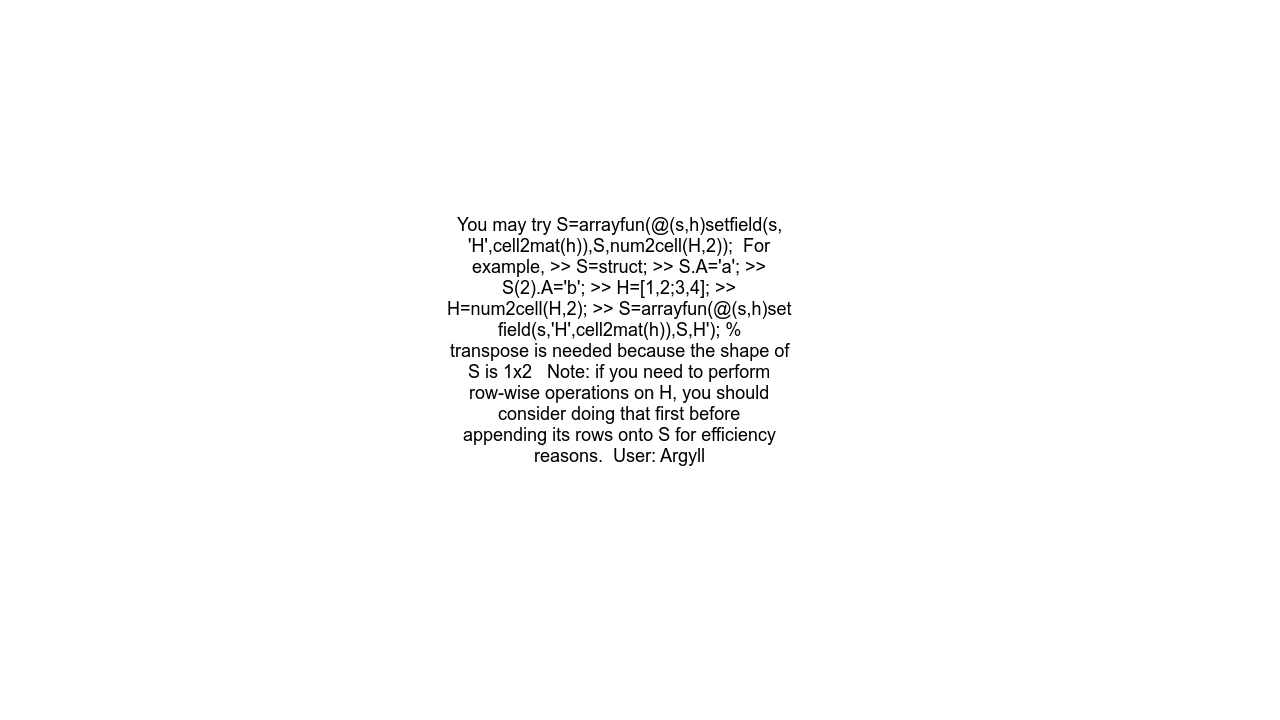 You may try S=arrayfun(@(s,h)setfield(s,
'H',cell2mat(h)),S,num2cell(H,2));  For
example, >> S=struct; >> S.A='a'; >>
S(2).A='b'; >> H=[1,2;3,4]; >>
H=num2cell(H,2); >> S=arrayfun(@(s,h)set
field(s,'H',cell2mat(h)),S,H'); %
transpose is needed because the shape of
S is 1x2   Note: if you need to perform
row-wise operations on H, you should
consider doing that first before
appending its rows onto S for efficiency
reasons.  User: Argyll